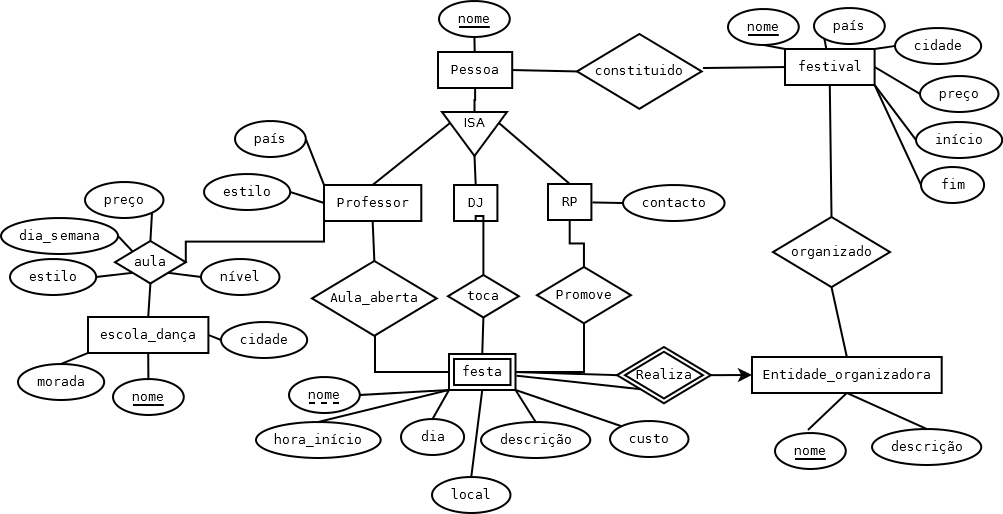 nome
Pessoa
constituido
nome
país
cidade
festival
preço
início
fim
ISA
país
estilo
Professor
DJ
RP
contacto
preço
dia_semana
aula
estilo
nível
organizado
Aula_aberta
toca
Promove
escola_dança
cidade
morada
nome
festa
Realiza
Entidade_organizadora
nome
hora_início
dia
descrição
custo
local
nome
descrição